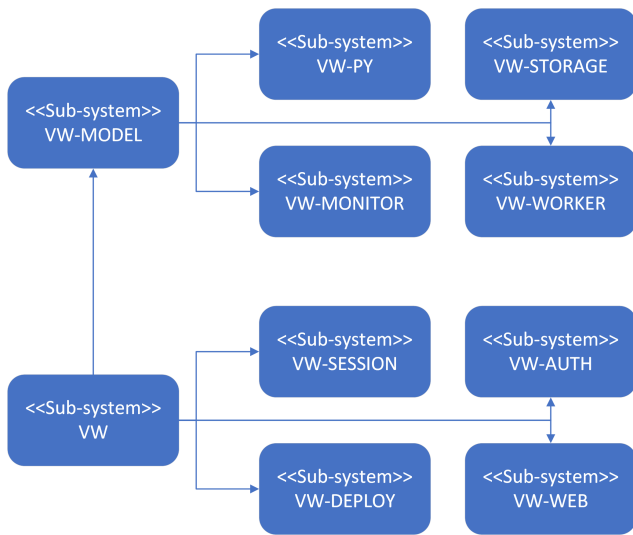 <<Sub-system>>
VW-PY
<<Sub-system>>
VW-STORAGE
<<Sub-system>>
VW-MODEL
<<Sub-system>>
VW-MONITOR
<<Sub-system>>
VW-WORKER
<<Sub-system>>
VW-SESSION
<<Sub-system>>
VW-AUTH
<<Sub-system>>
VW
<<Sub-system>>
VW-DEPLOY
<<Sub-system>>
VW-WEB